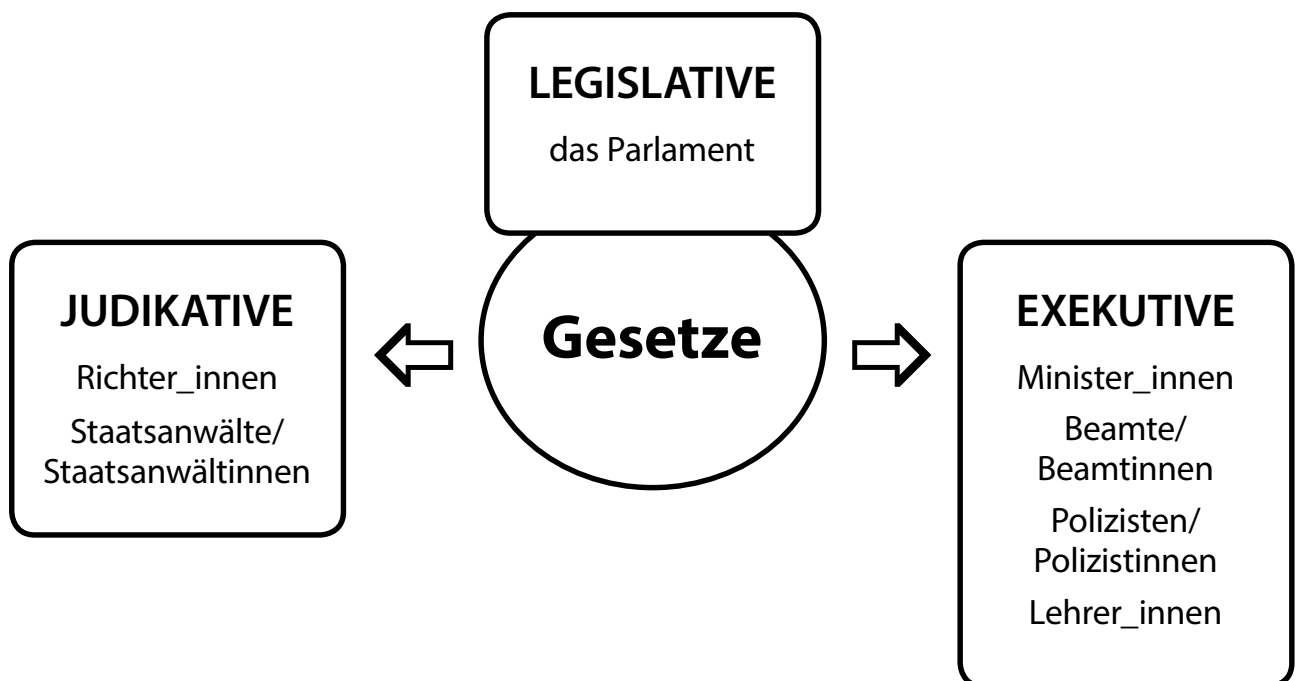 LEGISLATIVE
das Parlament
JUDIKATIVE
Richter_innen
Staatsanwälte/
Staatsanwältinnen
Gesetze
EXEKUTIVE
Minister_innen
Beamte/
Beamtinnen
Polizisten/
Polizistinnen
Lehrer_innen